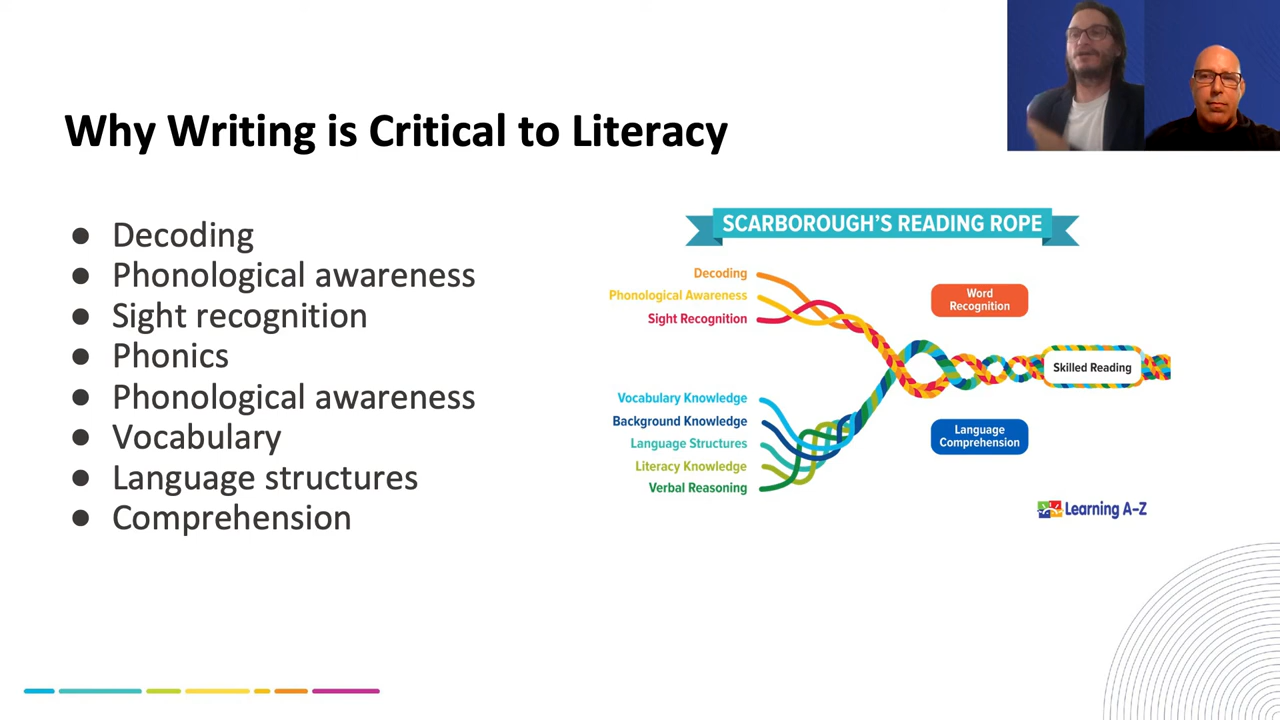 Why Writing is Critical to Literacy
● Decoding
● Phonological awareness
● Sight recognition
● Phonics
● Phonological awareness
● Vocabulary
● Language structures
● Comprehension
SCARBOROUGH'S READING ROPE
Decoding
Phonological Awareness
Sight Recognition
Vocabulary Knowledge
Background Knowledge
Language Structures
Literacy Knowledge
Verbal Reasoning
Word
Recognition
Skilled Reading
Language
Comprehension
Learning A-Z